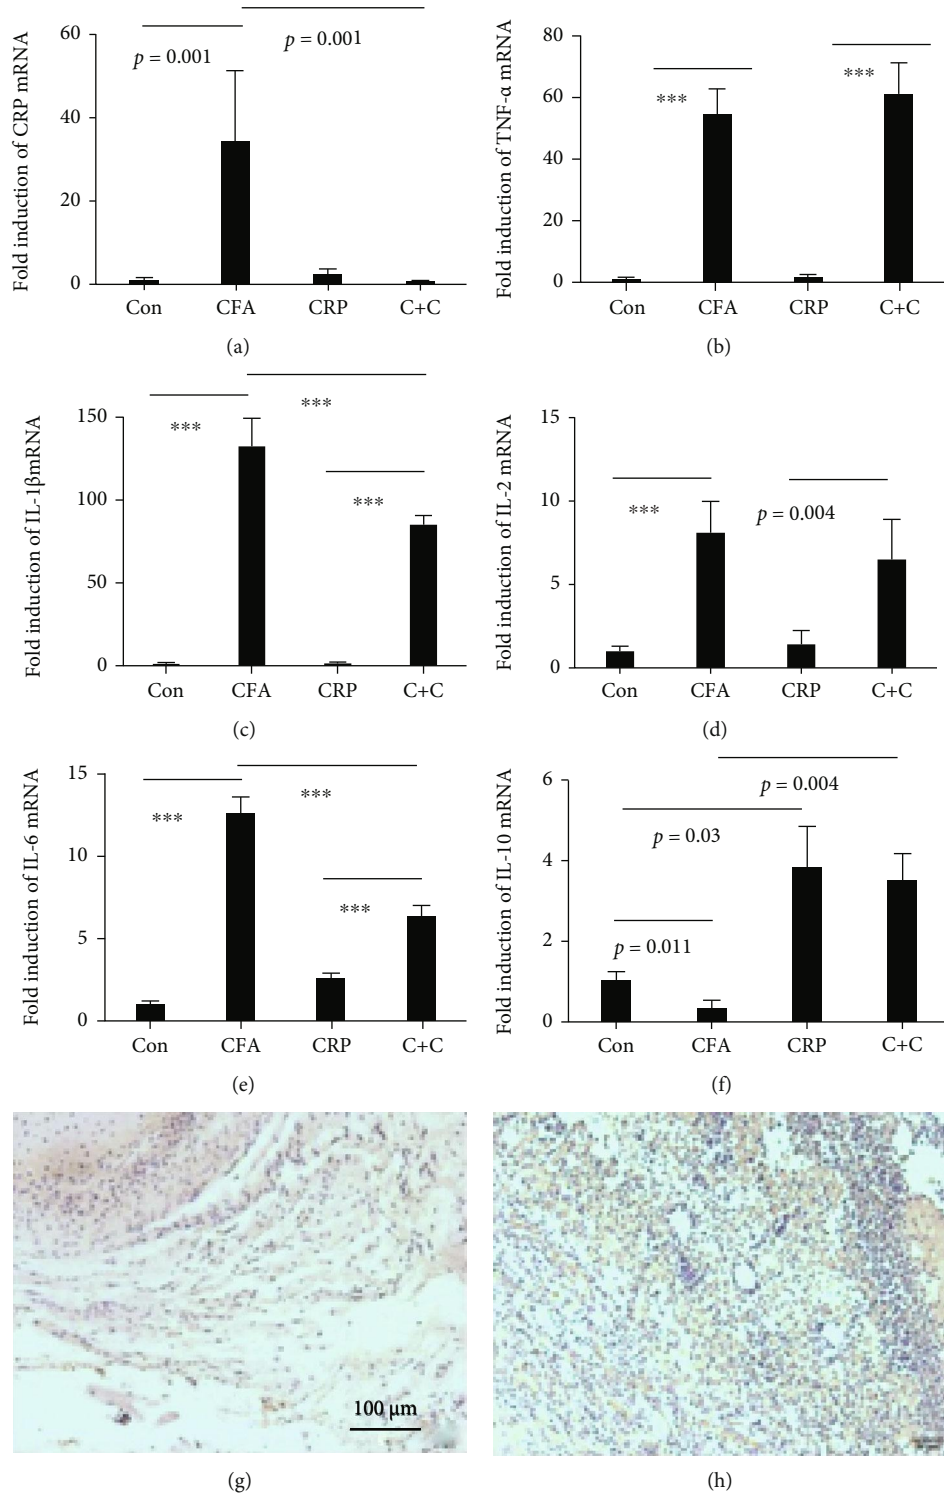 Fold induction of CRP mRNA
60
40
20
0
p = 0.001
p = 0.001
Con CFA CRP C+C
(a)
Fold induction of TNF-α mRNA
80
60
40
20
0
***
***
Con CFA CRP C+C
(b)
Fold induction of IL-1βmRNA
150
100
50
0
***
***
***
Con CFA CRP C+C
(c)
Fold induction of IL-2 mRNA
15
10
5
0
***
p = 0.004
Con CFA CRP C+C
(d)
Fold induction of IL-6 mRNA
15
10
5
0
***
***
***
Con CFA CRP C+C
(e)
Fold induction of IL-10 mRNA
6
4
2
0
p = 0.004
p = 0.03
p = 0.011
Con CFA CRP C+C
(f)
100 μm
(g)
(h)